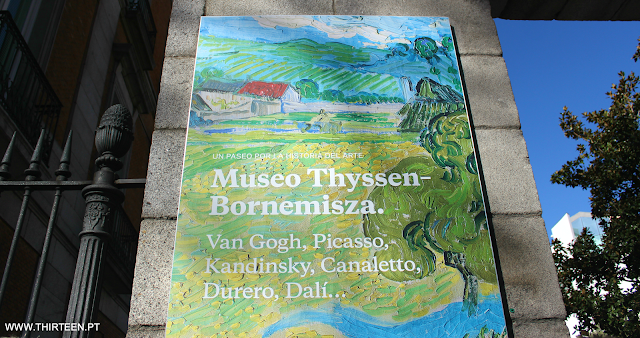 UN PASEO POR LA HISTORIA DEL ARTE
Museo Thyssen-
Bornemisza.
Van Gogh, Picasso,
Kandinsky, Canaletto,
Durero, Dalí...
WWW.THIRTEEN.PT